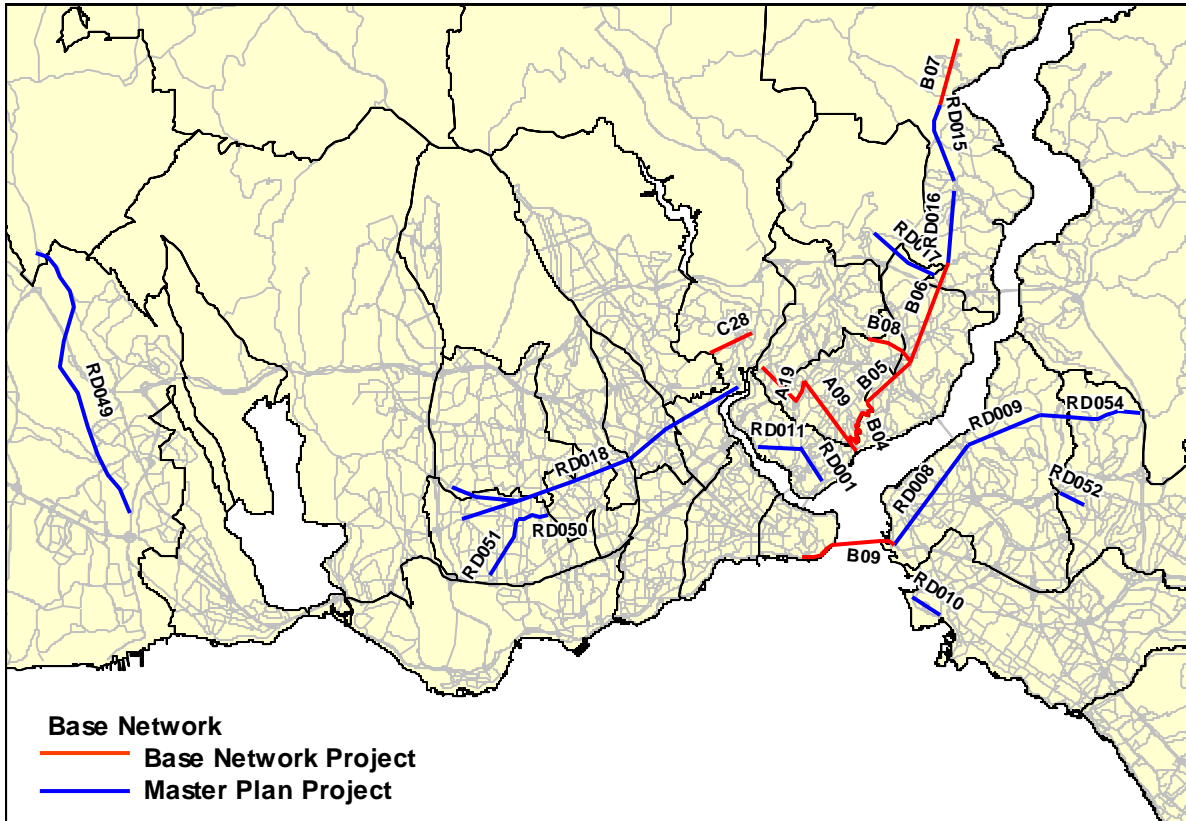 B07
RD015
RD016
RD017
B06
C28
B08
A19
A09
B05
RD049
B04
RD009
RD054
RD011
RD001
RD018
RD008
RD052
RD050
RD051
B09
RD010
Base Network
Base Network Project
Master Plan Project